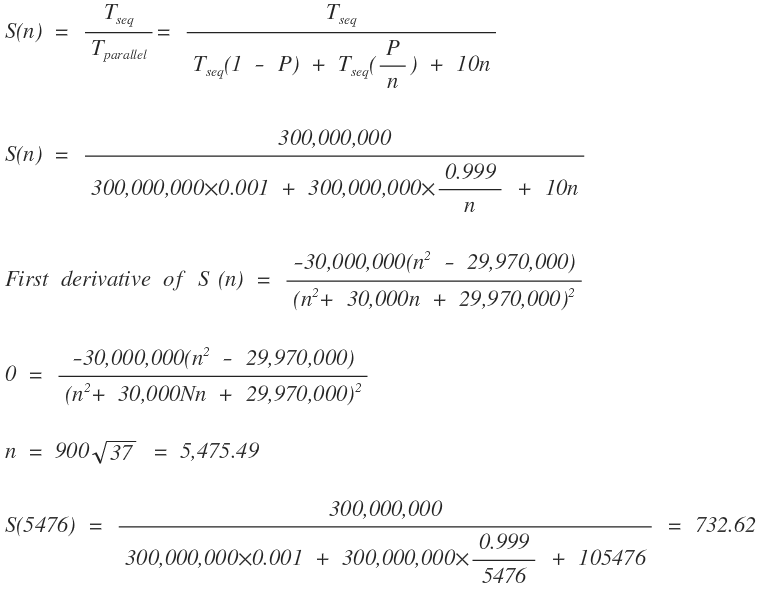 S(n) = T_seq / T_parallel = T_seq / (T_seq(1 - P) + T_seq(P/n) + 10n)
S(n) = 300,000,000 / (300,000,000×0.001 + 300,000,000×0.999/n + 10n)
First derivative of S (n) = -30,000,000(n² - 29,970,000) / (n²+ 30,000n + 29,970,000)²
0 = -30,000,000(n² - 29,970,000) / (n²+ 30,000Nn + 29,970,000)²
n = 900√37 = 5,475.49
S(5476) = 300,000,000 / (300,000,000×0.001 + 300,000,000×0.999/5476 + 105476) = 732.62